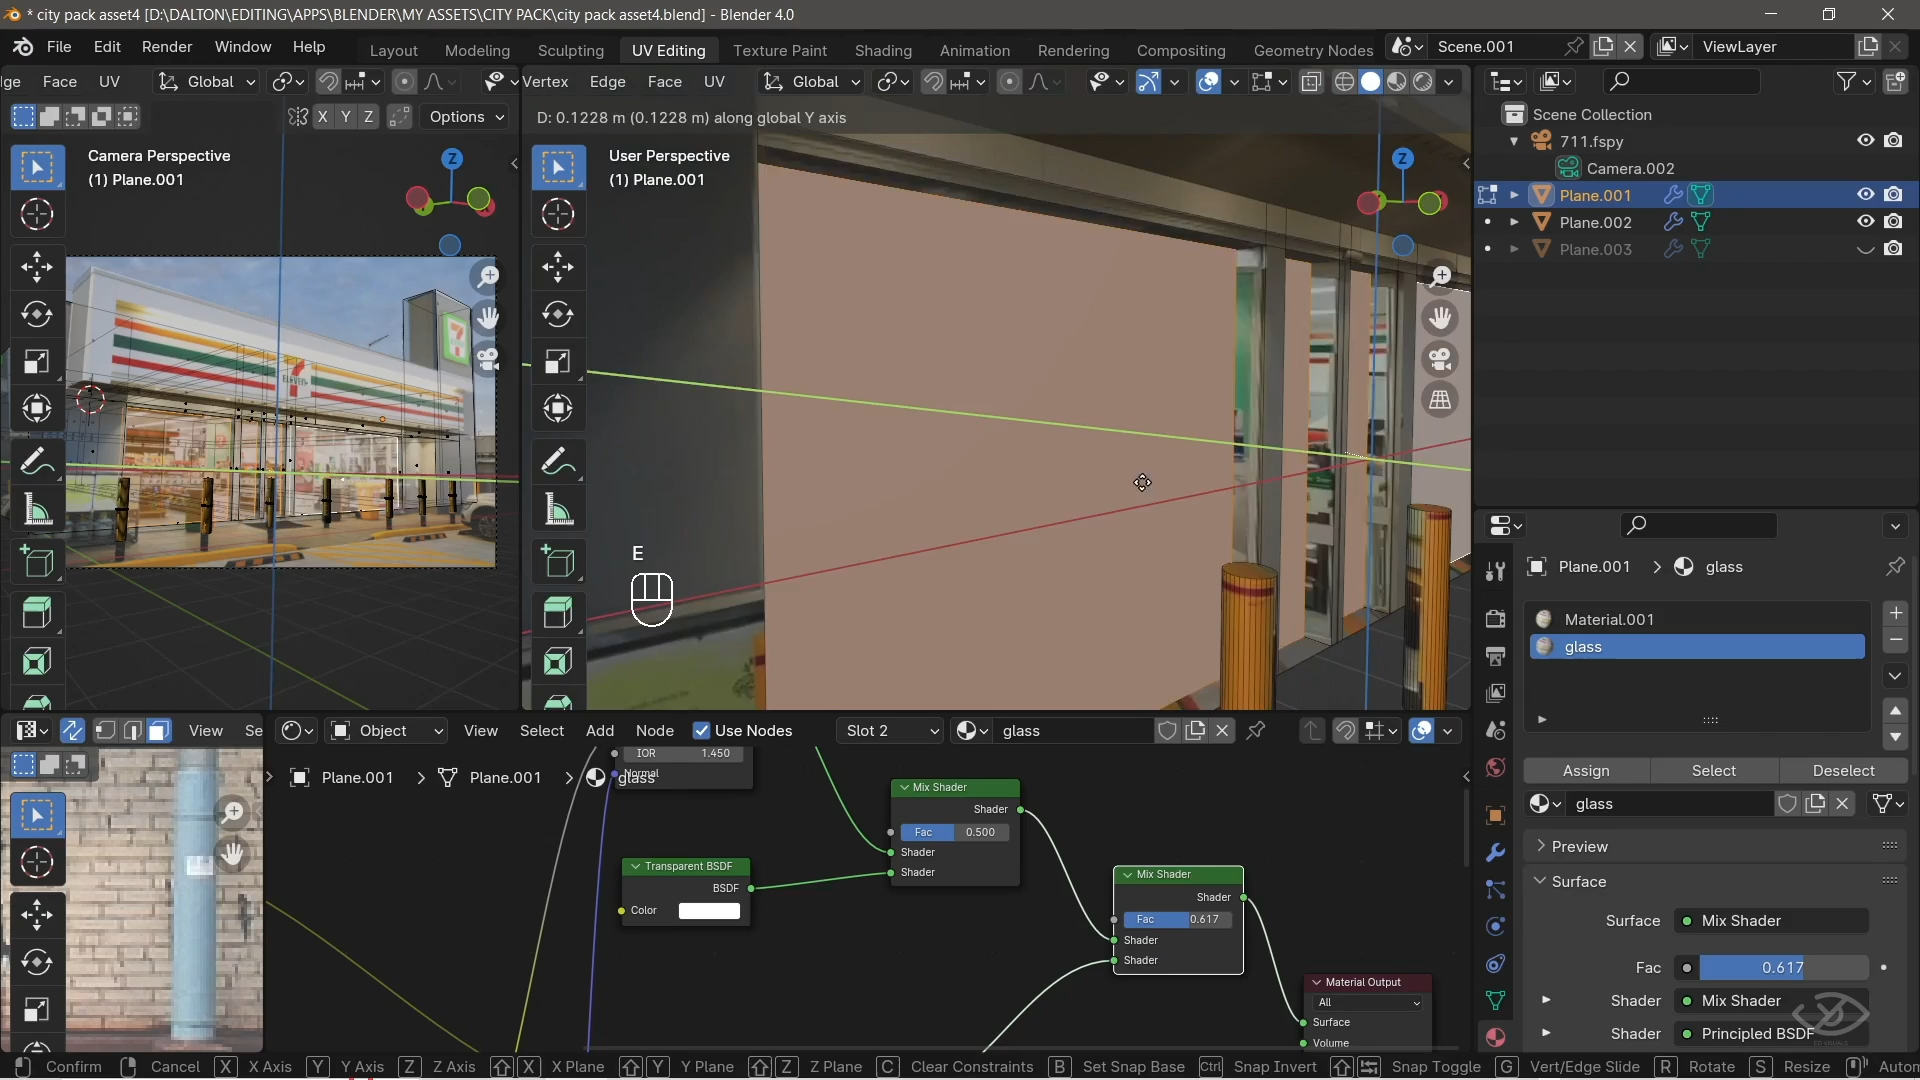 * city pack asset4 [D:\DALTON\EDITING\APPS\BLENDER\MY ASSETS\CITY PACK\city pack asset4.blend] - Blender 4.0
File Edit Render Window Help
Layout Modeling Sculpting UV Editing Texture Paint Shading Animation Rendering Compositing Geometry Nodes
Scene.001
ViewLayer
ge Face UV Global
Vertex Edge Face UV Global
X Y Z Options
D: 0.1228 m (0.1228 m) along global Y axis
Camera Perspective
(1) Plane.001
Z
User Perspective
(1) Plane.001
Z
E
Scene Collection
711.fspy
Camera.002
Plane.001
Plane.002
Plane.003
Plane.001 > glass
Material.001
glass
Assign Select Deselect
glass
Preview
Surface
Surface Mix Shader
Fac 0.617
Shader Mix Shader
Shader Principled BSDF
View Se
Object View Select Add Node Use Nodes Slot 2 glass
Plane.001 > Plane.001 > glass
IOR 1.450
Normal
Transparent BSDF
BSDF
Color
Mix Shader
Shader
Fac 0.500
Shader
Shader
Mix Shader
Shader
Fac 0.617
Shader
Shader
Material Output
All
Surface
Volume
Confirm Cancel X X Axis Y Y Axis Z Z Axis X X Plane Y Y Plane Z Z Plane C Clear Constraints B Set Snap Base Ctrl Snap Invert Snap Toggle G Vert/Edge Slide R Rotate S Resize Autom